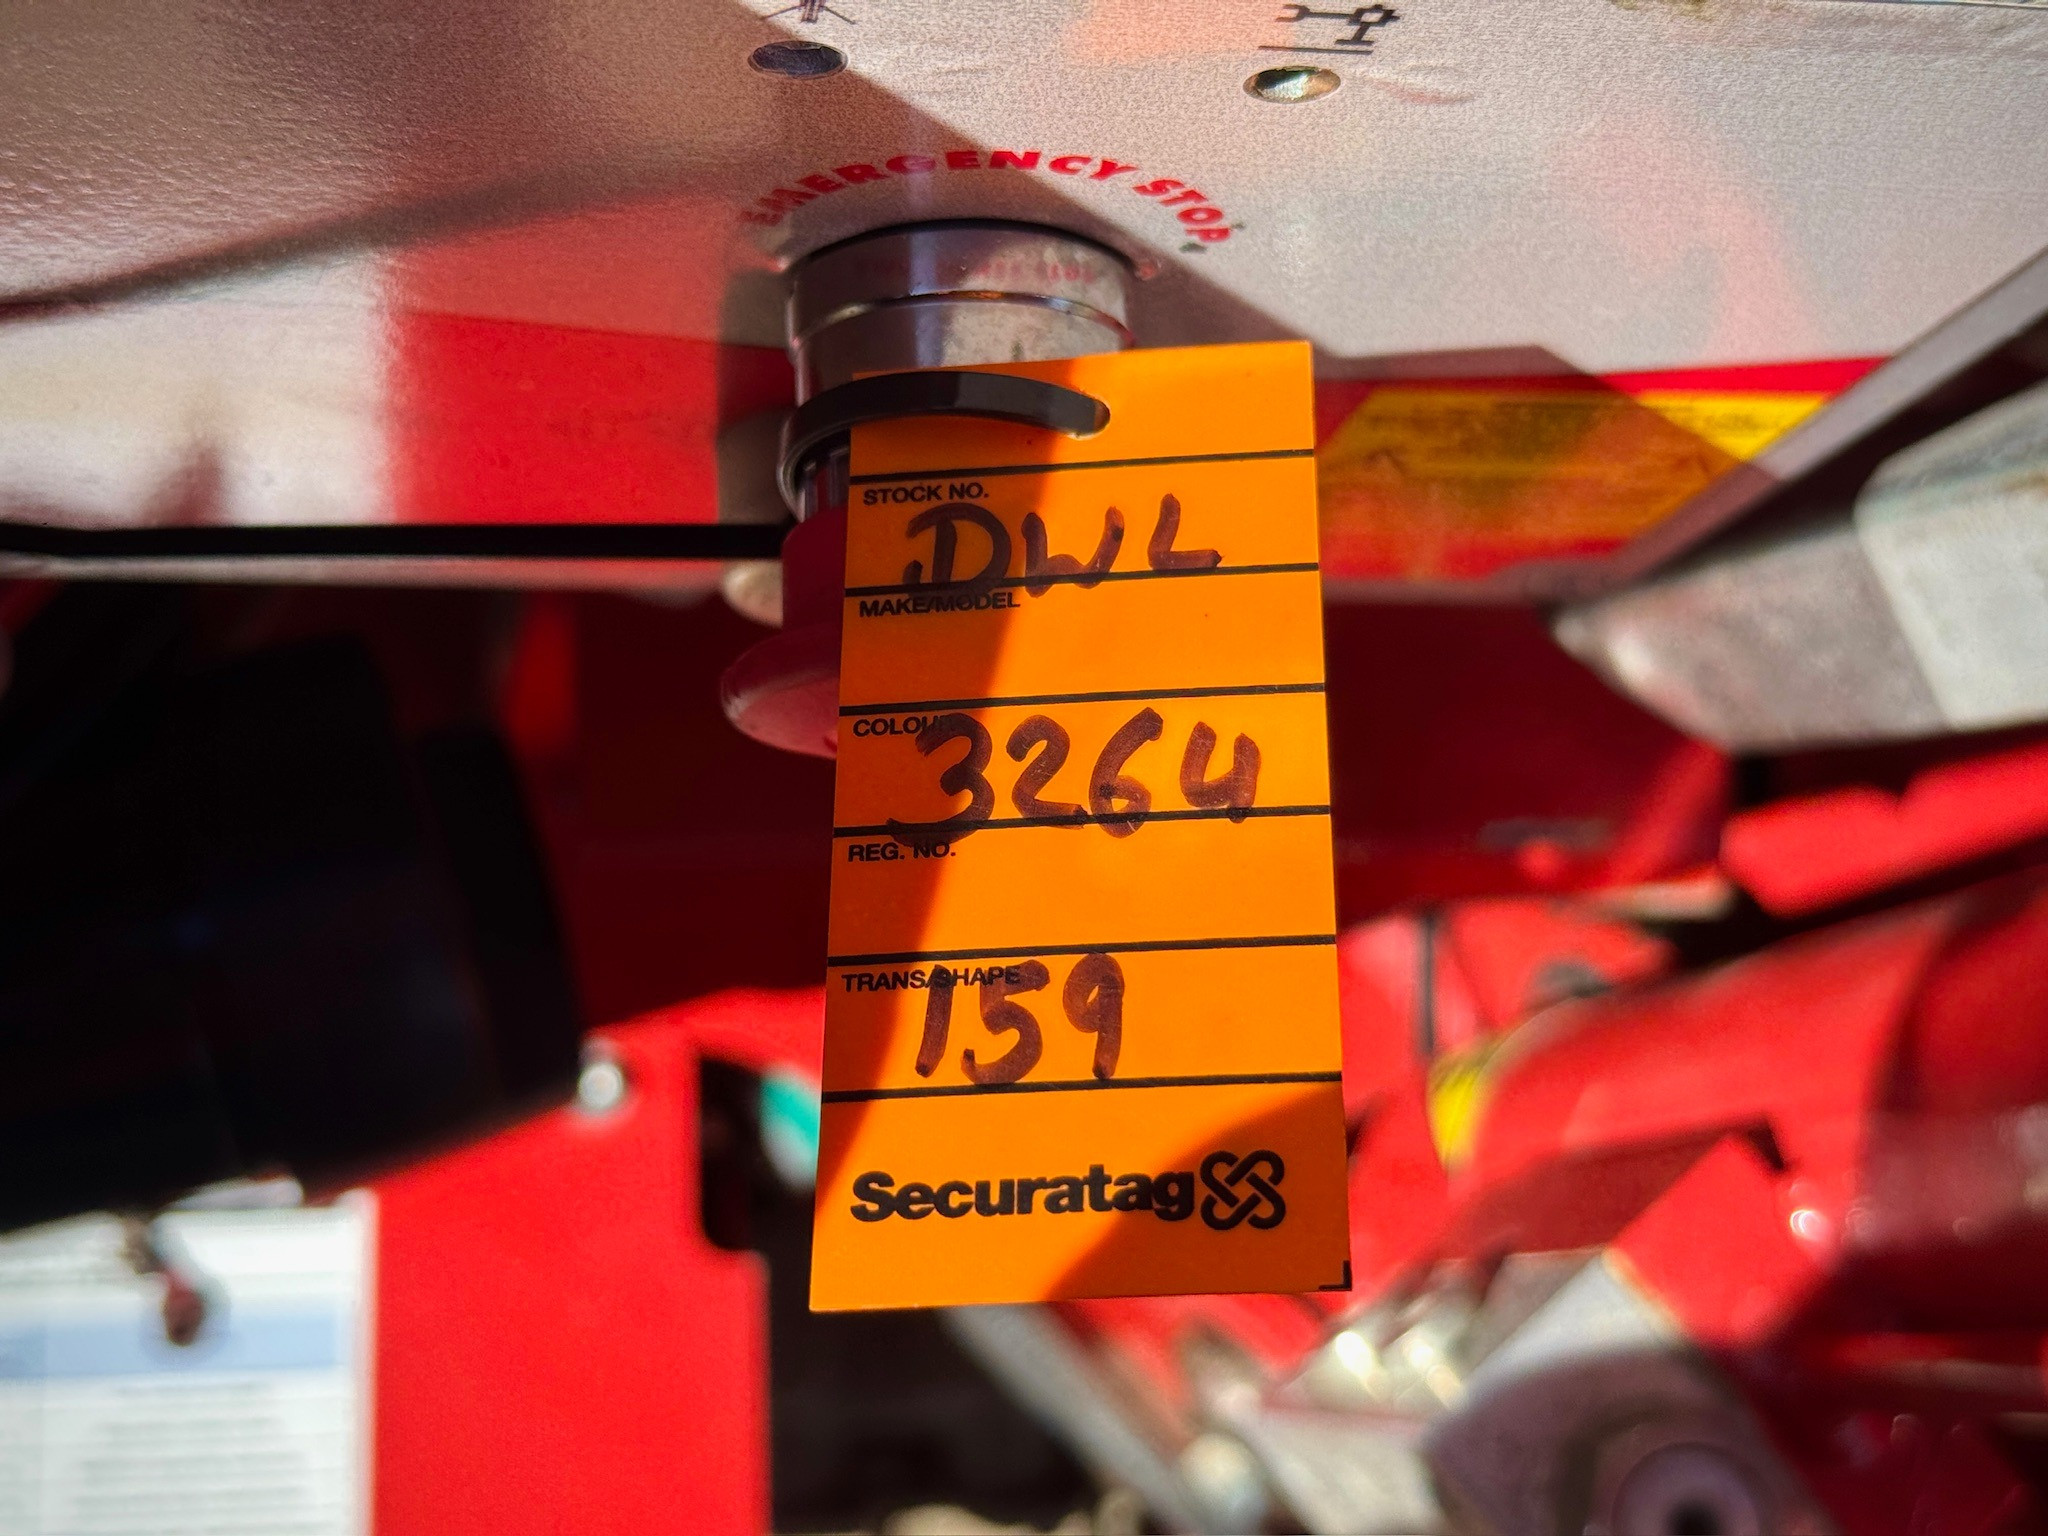 EMERGENCY STOP
STOCK NO.
DWL
MAKE/MODEL
COLOUR
3264
REG. NO.
TRANS/SHAPE
159
Securatag